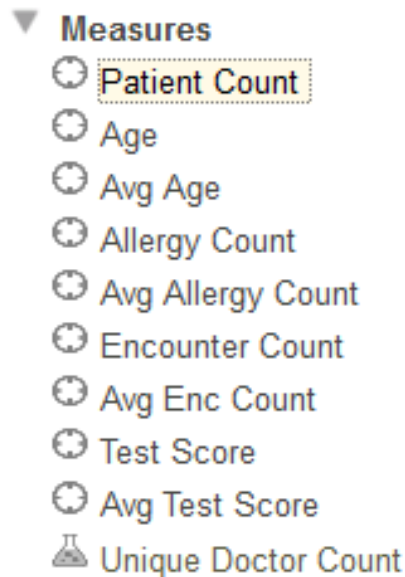 Measures
Patient Count
Age
Avg Age
Allergy Count
Avg Allergy Count
Encounter Count
Avg Enc Count
Test Score
Avg Test Score
Unique Doctor Count